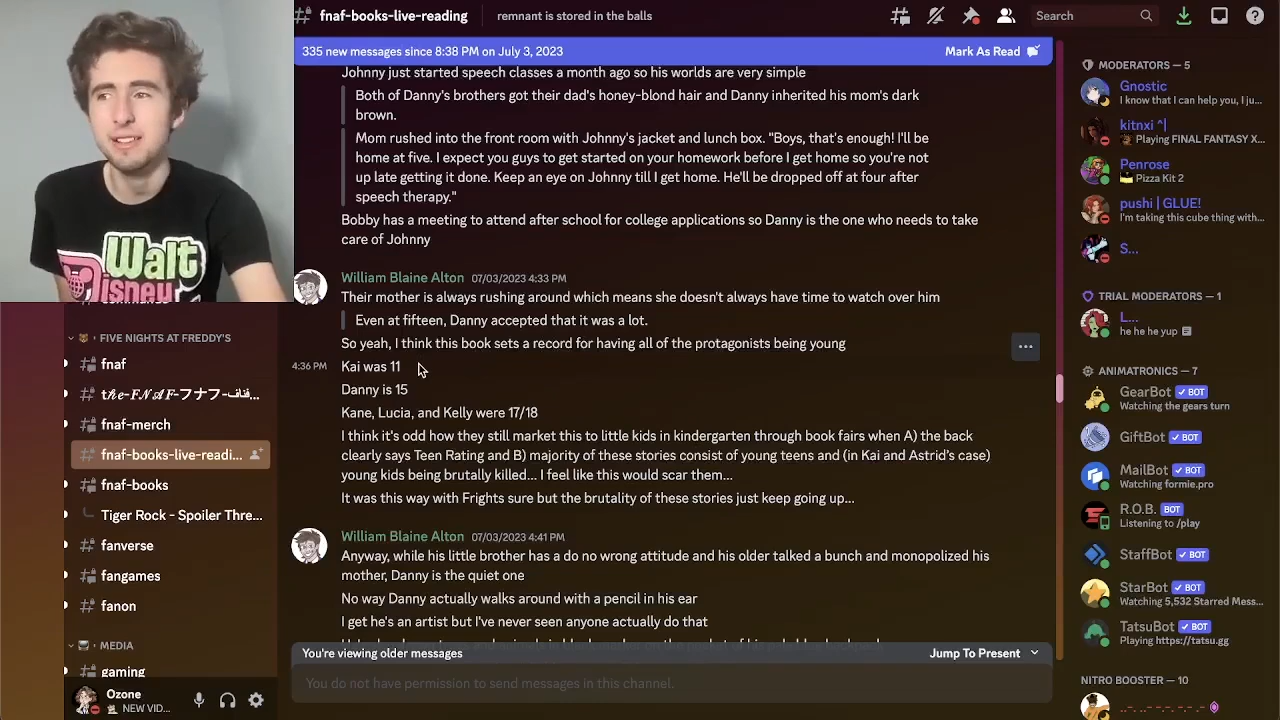 fnaf-books-live-reading
remnant is stored in the balls
Search
335 new messages since 8:38 PM on July 3, 2023
Mark As Read
Johnny just started speech classes a month ago so his worlds are very simple
Both of Danny's brothers got their dad's honey-blond hair and Danny inherited his mom's dark
brown.
Mom rushed into the front room with Johnny's jacket and lunch box. "Boys, that's enough! I'll be
home at five. I expect you guys to get started on your homework before I get home so you're not
up late getting it done. Keep an eye on Johnny till I get home. He'll be dropped off at four after
speech therapy."
Bobby has a meeting to attend after school for college applications so Danny is the one who needs to take
care of Johnny
William Blaine Alton 07/03/2023 4:33 PM
Their mother is always rushing around which means she doesn't always have time to watch over him
Even at fifteen, Danny accepted that it was a lot.
So yeah, I think this book sets a record for having all of the protagonists being young
4:36 PM Kai was 11
Danny is 15
Kane, Lucia, and Kelly were 17/18
I think it's odd how they still market this to little kids in kindergarten through book fairs when A) the back
clearly says Teen Rating and B) majority of these stories consist of young teens and (in Kai and Astrid's case)
young kids being brutally killed... I feel like this would scar them...
It was this way with Frights sure but the brutality of these stories just keep going up...
William Blaine Alton 07/03/2023 4:41 PM
Anyway, while his little brother has a do no wrong attitude and his older talked a bunch and monopolized his
mother, Danny is the quiet one
No way Danny actually walks around with a pencil in his ear
I get he's an artist but I've never seen anyone actually do that
You're viewing older messages
Jump To Present
You do not have permission to send messages in this channel.
Walt
Disney
FIVE NIGHTS AT FREDDY'S
fnaf
the-FNAF-フナフ-فناف...
fnaf-merch
fnaf-books-live-readi...
fnaf-books
Tiger Rock - Spoiler Thre...
fanverse
fangames
fanon
MEDIA
gaming
Ozone
NEW VID...
MODERATORS — 5
Gnostic
I know that I can help you, I ju...
kitnxi ^|
Playing FINAL FANTASY X...
Penrose
Pizza Kit 2
pushi | GLUE!
I'm taking this cube thing with...
S...
TRIAL MODERATORS — 1
L...
he he he yup
ANIMATRONICS — 7
GearBot BOT
Watching the gears turn
GiftBot BOT
MailBot BOT
Watching formie.pro
R.O.B. BOT
Listening to /play
StaffBot BOT
StarBot BOT
Watching 5,532 Starred Mess...
TatsuBot BOT
Playing https://tatsu.gg
NITRO BOOSTER — 10